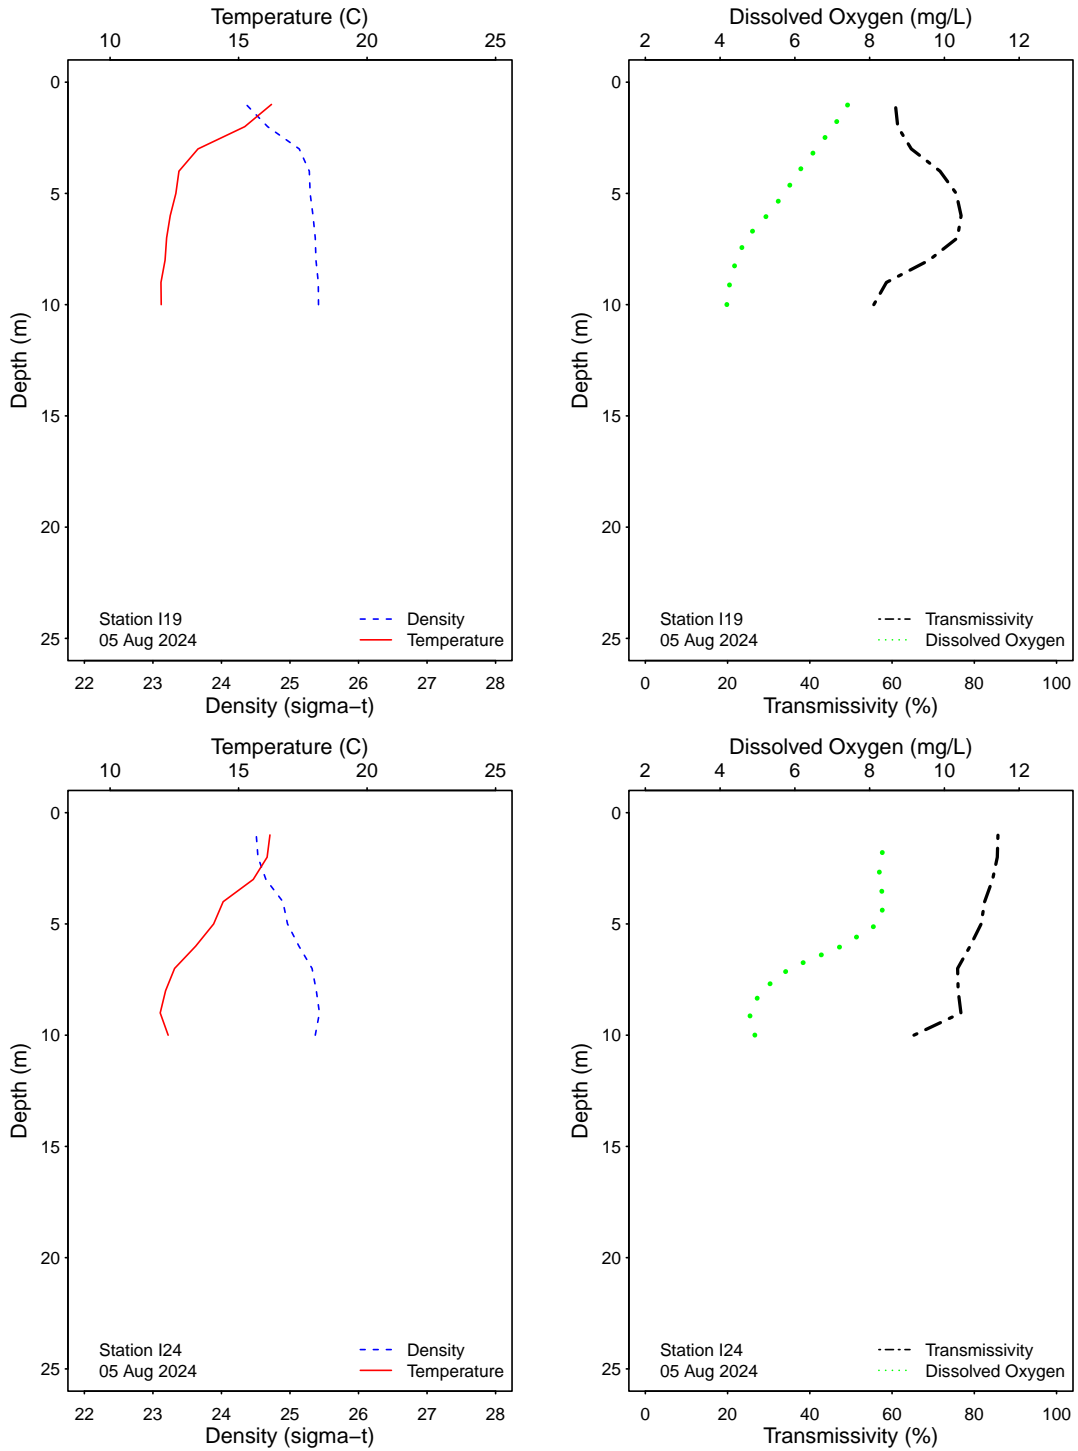 Temperature (C)
10 15 20 25
0
5
10
15
20
25
Depth (m)
Station I19
05 Aug 2024
Density
Temperature
22 23 24 25 26 27 28
Density (sigma−t)
Dissolved Oxygen (mg/L)
2 4 6 8 10 12
0
5
10
15
20
25
Depth (m)
Station I19
05 Aug 2024
Transmissivity
Dissolved Oxygen
0 20 40 60 80 100
Transmissivity (%)
Temperature (C)
10 15 20 25
0
5
10
15
20
25
Depth (m)
Station I24
05 Aug 2024
Density
Temperature
22 23 24 25 26 27 28
Density (sigma−t)
Dissolved Oxygen (mg/L)
2 4 6 8 10 12
0
5
10
15
20
25
Depth (m)
Station I24
05 Aug 2024
Transmissivity
Dissolved Oxygen
0 20 40 60 80 100
Transmissivity (%)